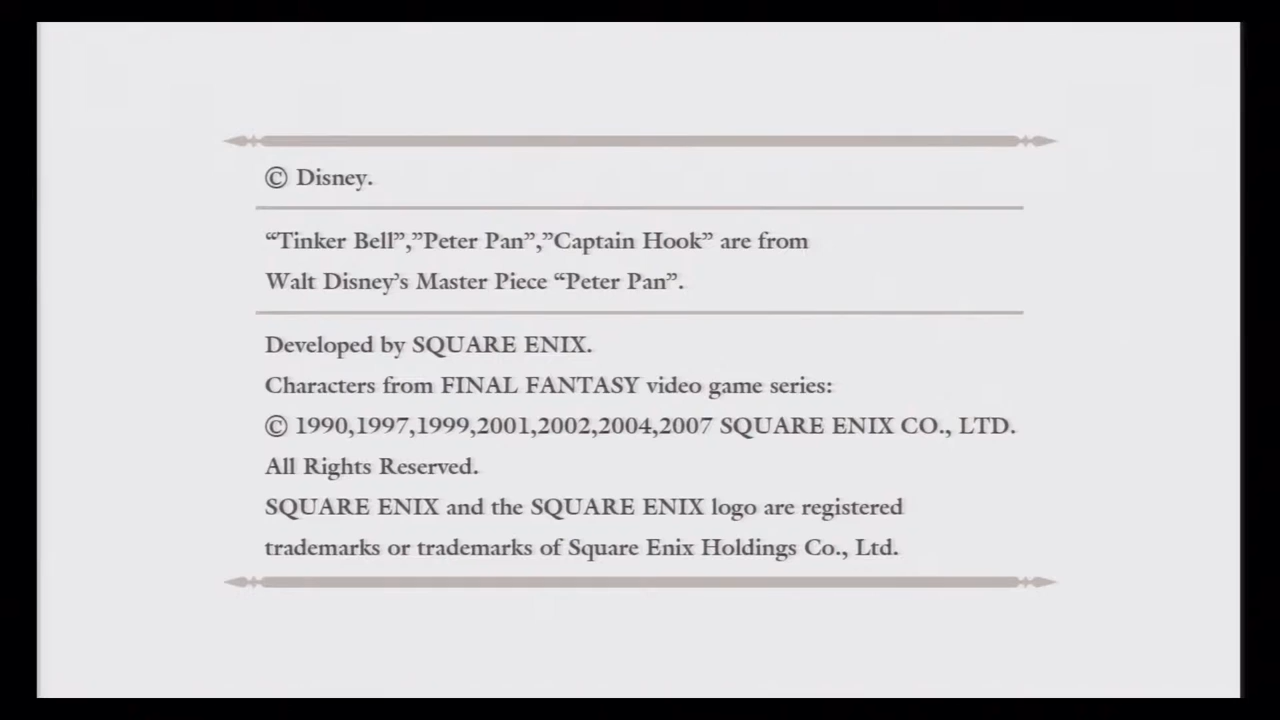 © Disney.
“Tinker Bell”,”Peter Pan”,”Captain Hook” are from
Walt Disney’s Master Piece “Peter Pan”.
Developed by SQUARE ENIX.
Characters from FINAL FANTASY video game series:
© 1990,1997,1999,2001,2002,2004,2007 SQUARE ENIX CO., LTD.
All Rights Reserved.
SQUARE ENIX and the SQUARE ENIX logo are registered
trademarks or trademarks of Square Enix Holdings Co., Ltd.